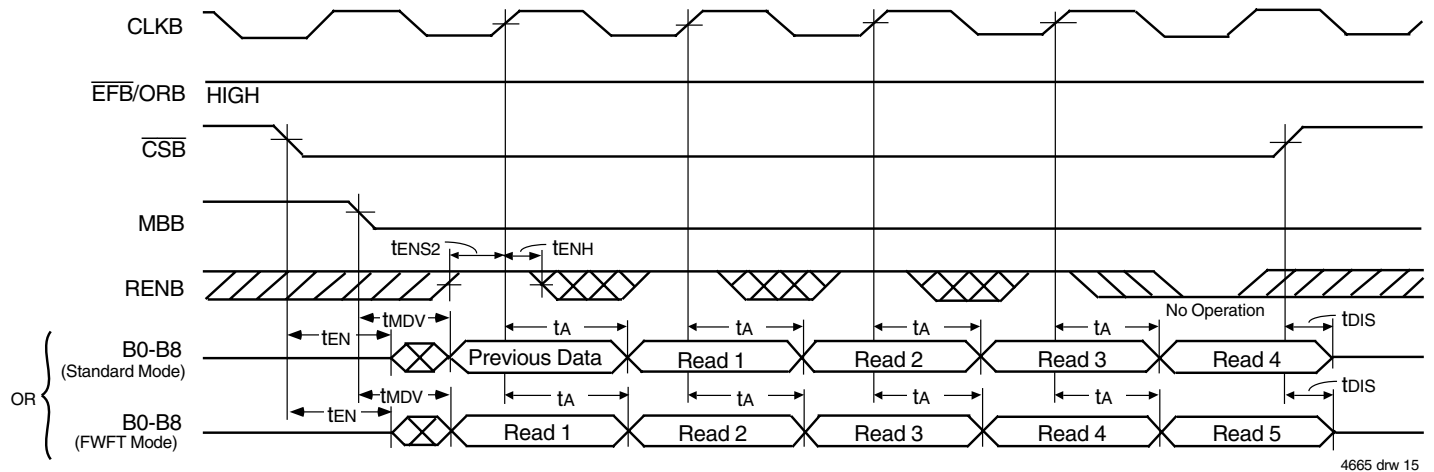 CLKB
EFB/ORB HIGH
CSB
MBB
tENS2 tENH
RENB
No Operation
tMDV tEN tA tA tA tA tDIS
B0-B8 Previous Data Read 1 Read 2 Read 3 Read 4
(Standard Mode)
OR
tMDV tEN tA tA tA tA tDIS
B0-B8 Read 1 Read 2 Read 3 Read 4 Read 5
(FWFT Mode)
4665 drw 15